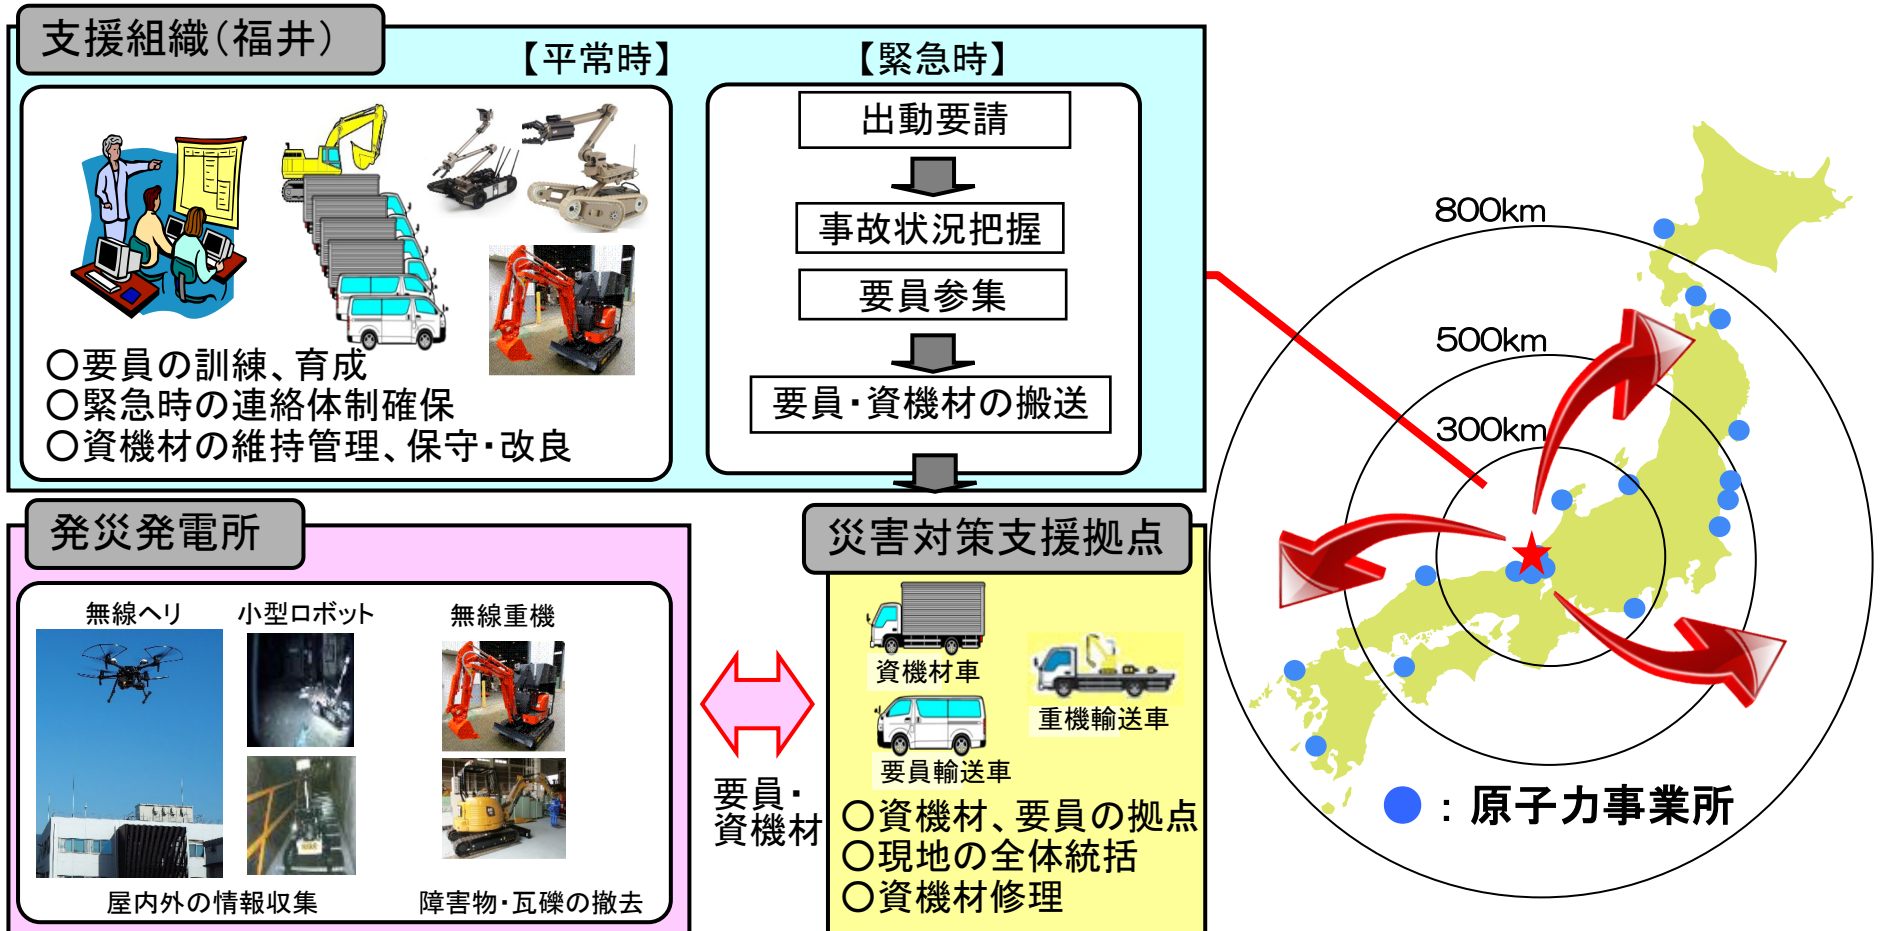 支援組織(福井)
【平常時】
【緊急時】
出動要請
事故状況把握
要員参集
要員・資機材の搬送
○要員の訓練、育成
○緊急時の連絡体制確保
○資機材の維持管理、保守・改良
発災発電所
無線ヘリ
小型ロボット
無線重機
屋内外の情報収集
障害物・瓦礫の撤去
要員・
資機材
災害対策支援拠点
資機材車
重機輸送車
要員輸送車
○資機材、要員の拠点
○現地の全体統括
○資機材修理
800km
500km
300km
：原子力事業所